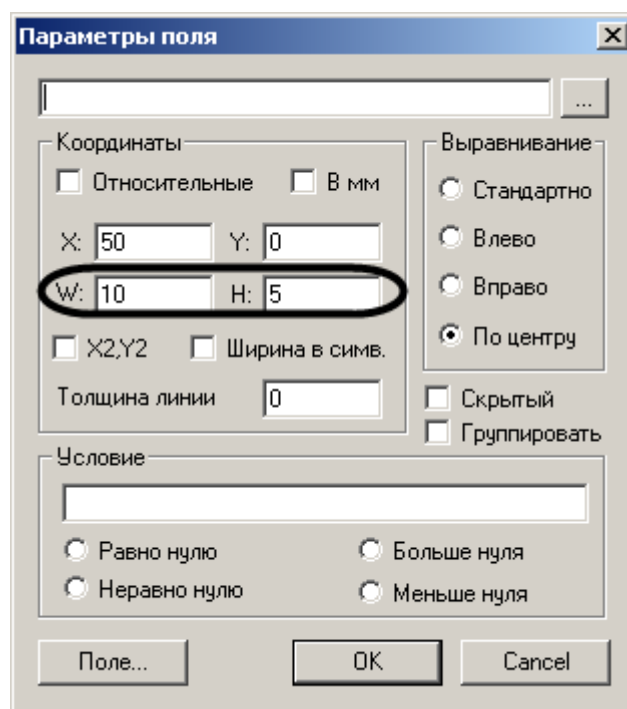 Параметры поля
...
Координаты
Относительные В мм
X: 50 Y: 0
W: 10 H: 5
X2,Y2 Ширина в симв.
Толщина линии 0
Выравнивание
Стандартно
Влево
Вправо
По центру
Скрытый
Группировать
Условие
Равно нулю Больше нуля
Неравно нулю Меньше нуля
Поле... OK Cancel